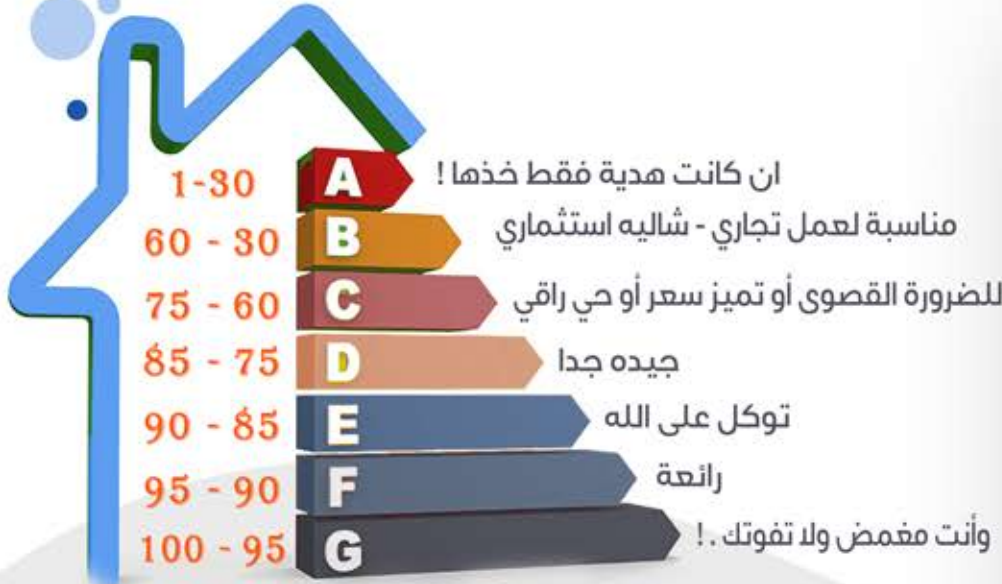 1-30 A ان كانت هدية فقط خذها !
60 - 30 B مناسبة لعمل تجاري - شاليه استثماري
75 - 60 C للضرورة القصوى أو تميز سعر أو حي راقي
85 - 75 D جيده جدا
90 - 85 E توكل على الله
95 - 90 F رائعة
100 - 95 G وأنت مغمض ولا تفوتك . !